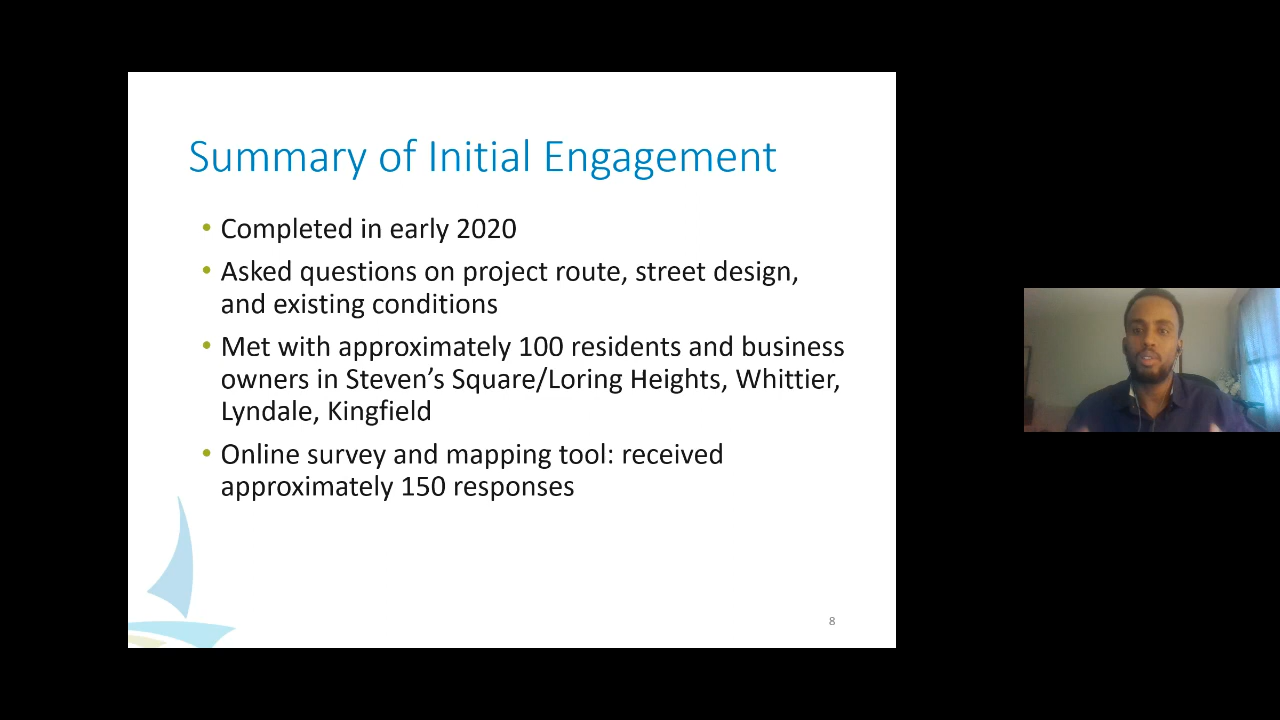 Summary of Initial Engagement
• Completed in early 2020
• Asked questions on project route, street design,
and existing conditions
• Met with approximately 100 residents and business
owners in Steven’s Square/Loring Heights, Whittier,
Lyndale, Kingfield
• Online survey and mapping tool: received
approximately 150 responses
8